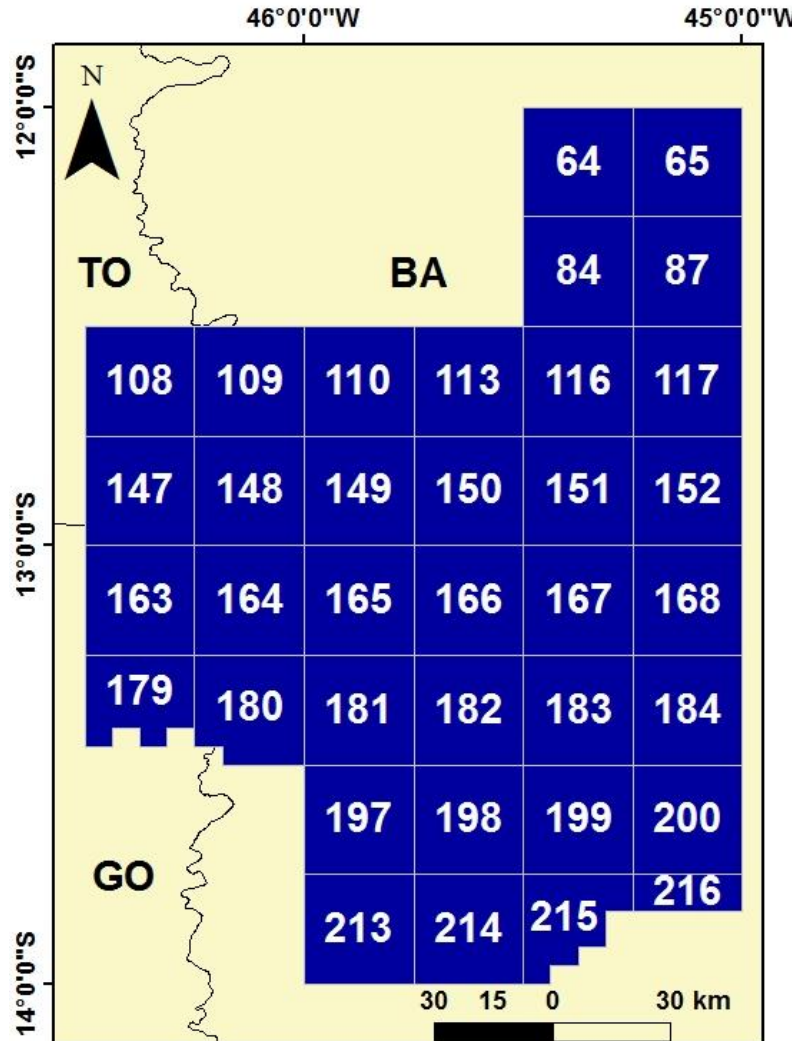 46°0'0"W 45°0'0"W
12°0'0"S
N
64 65
TO BA 84 87
108 109 110 113 116 117
147 148 149 150 151 152
13°0'0"S
163 164 165 166 167 168
179 180 181 182 183 184
197 198 199 200
GO 216
213 214 215
14°0'0"S
30 15 0 30 km